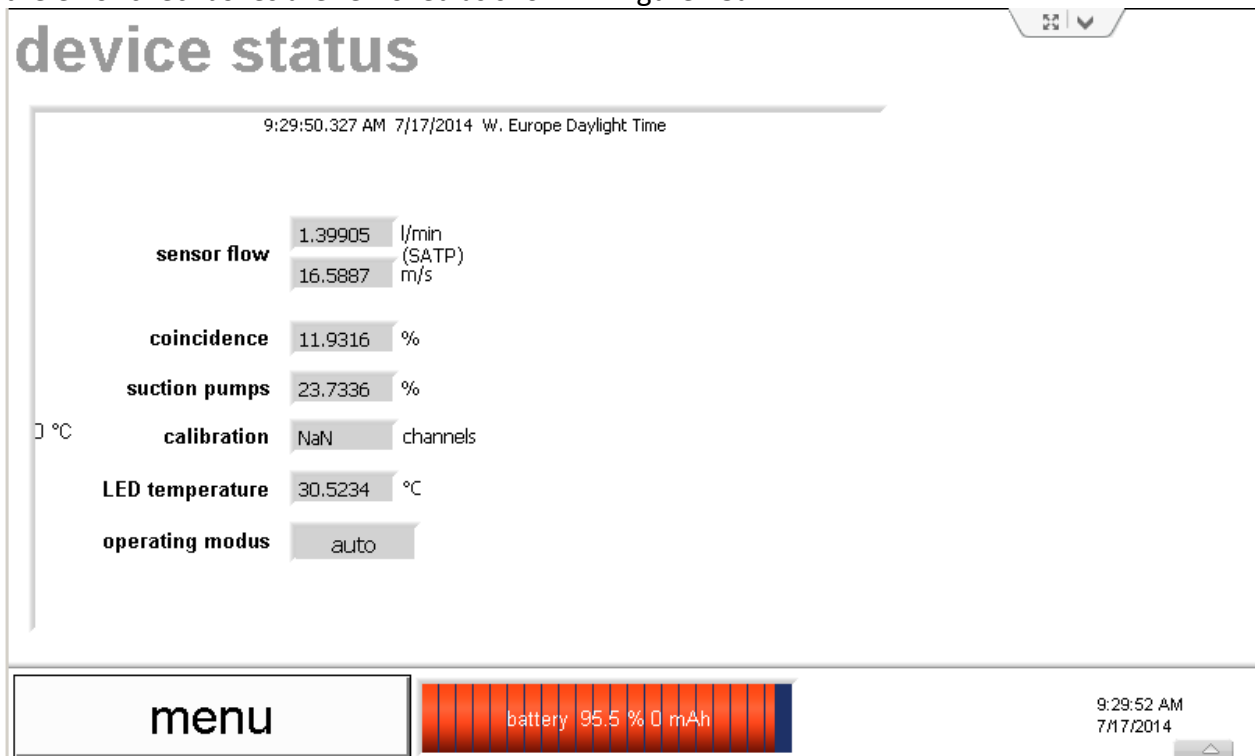 device status
9:29:50.327 AM 7/17/2014 W. Europe Daylight Time
sensor flow
1.39905 l/min
(SATP)
16.5887 m/s
coincidence 11.9316 %
suction pumps 23.7336 %
°C calibration NaN channels
LED temperature 30.5234 °C
operating modus auto
menu
battery 95.5 % 0 mAh
9:29:52 AM
7/17/2014